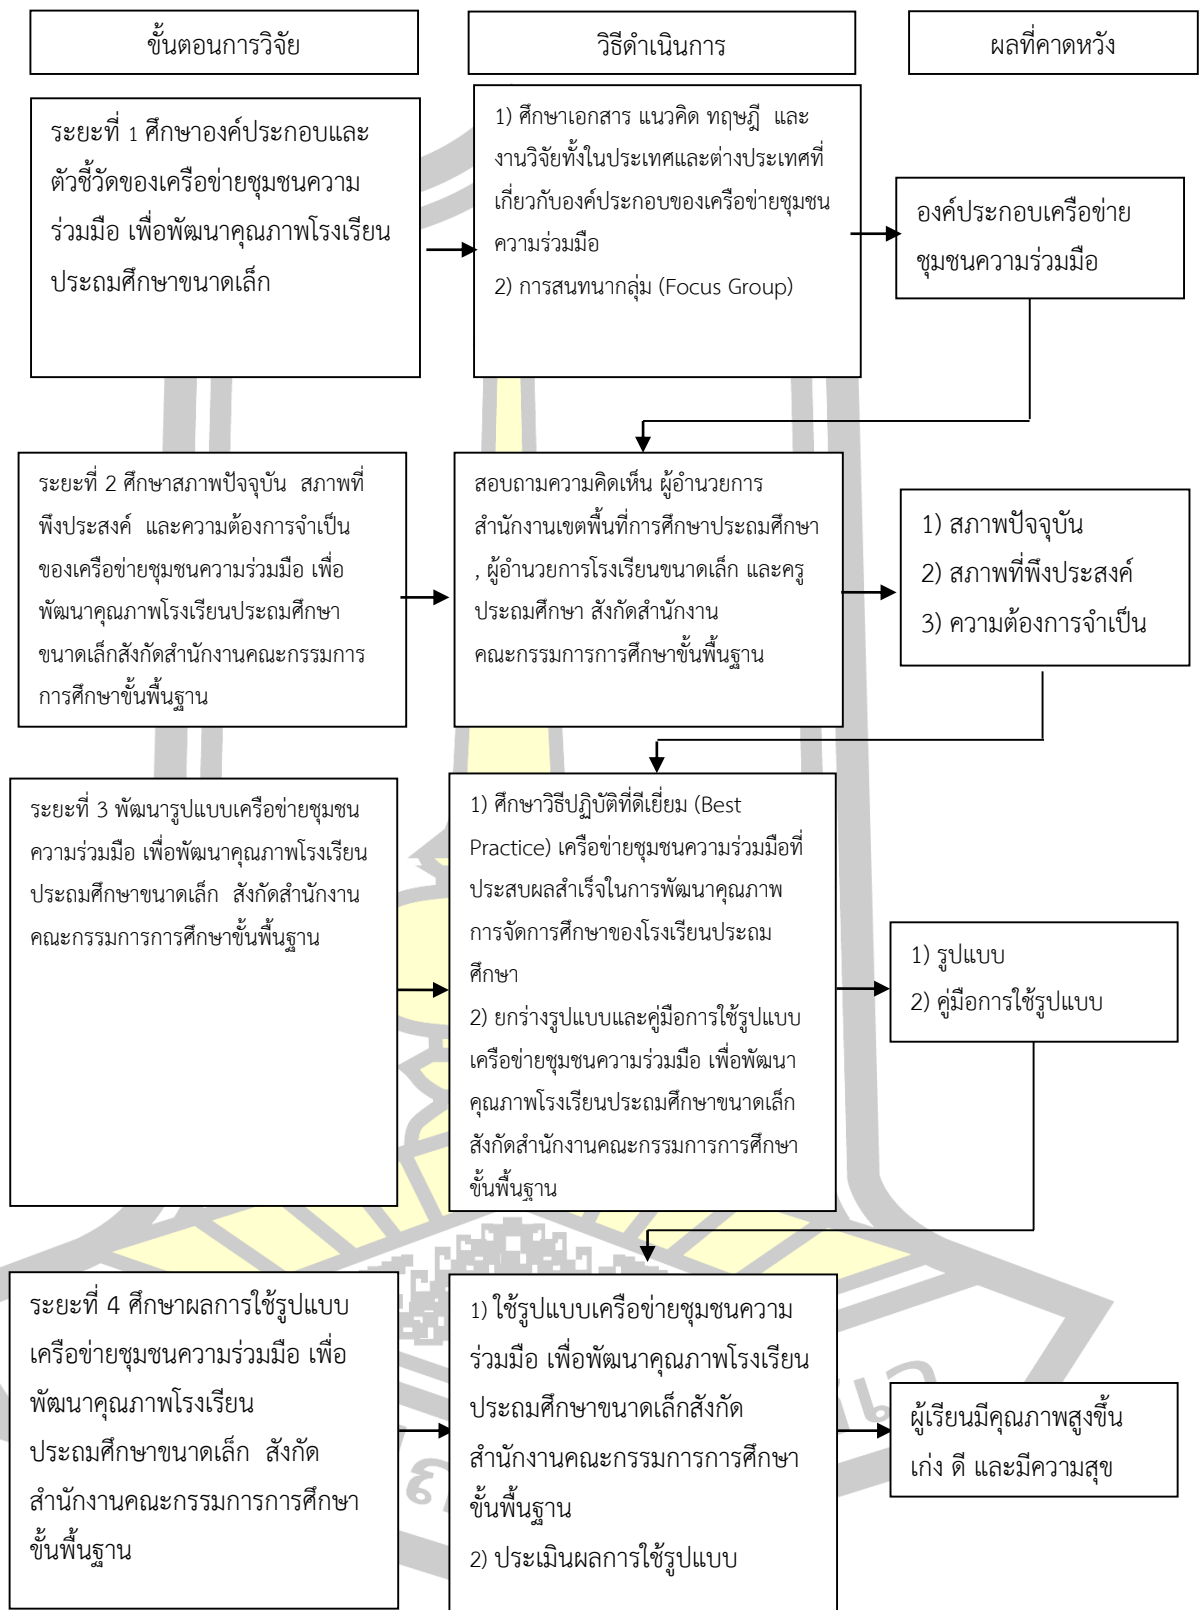 ขั้นตอนการวิจัย
วิธีดำเนินการ
ผลที่คาดหวัง
ระยะที่ 1 ศึกษาองค์ประกอบและ
ตัวชี้วัดของเครือข่ายชุมชนความ
ร่วมมือ เพื่อพัฒนาคุณภาพโรงเรียน
ประถมศึกษาขนาดเล็ก
1) ศึกษาเอกสาร แนวคิด ทฤษฎี และ
งานวิจัยทั้งในประเทศและต่างประเทศที่
เกี่ยวกับองค์ประกอบของเครือข่ายชุมชน
ความร่วมมือ
2) การสนทนากลุ่ม (Focus Group)
องค์ประกอบเครือข่าย
ชุมชนความร่วมมือ
ระยะที่ 2 ศึกษาสภาพปัจจุบัน สภาพที่
พึงประสงค์ และความต้องการจำเป็น
ของเครือข่ายชุมชนความร่วมมือ เพื่อ
พัฒนาคุณภาพโรงเรียนประถมศึกษา
ขนาดเล็กสังกัดสำนักงานคณะกรรมการ
การศึกษาขั้นพื้นฐาน
สอบถามความคิดเห็น ผู้อำนวยการ
สำนักงานเขตพื้นที่การศึกษาประถมศึกษา
, ผู้อำนวยการโรงเรียนขนาดเล็ก และครู
ประถมศึกษา สังกัดสำนักงาน
คณะกรรมการการศึกษาขั้นพื้นฐาน
1) สภาพปัจจุบัน
2) สภาพที่พึงประสงค์
3) ความต้องการจำเป็น
ระยะที่ 3 พัฒนารูปแบบเครือข่ายชุมชน
ความร่วมมือ เพื่อพัฒนาคุณภาพโรงเรียน
ประถมศึกษาขนาดเล็ก สังกัดสำนักงาน
คณะกรรมการการศึกษาขั้นพื้นฐาน
1) ศึกษาวิธีปฏิบัติที่ดีเยี่ยม (Best
Practice) เครือข่ายชุมชนความร่วมมือที่
ประสบผลสำเร็จในการพัฒนาคุณภาพ
การจัดการศึกษาของโรงเรียนประถม
ศึกษา
2) ยกร่างรูปแบบและคู่มือการใช้รูปแบบ
เครือข่ายชุมชนความร่วมมือ เพื่อพัฒนา
คุณภาพโรงเรียนประถมศึกษาขนาดเล็ก
สังกัดสำนักงานคณะกรรมการการศึกษา
ขั้นพื้นฐาน
1) รูปแบบ
2) คู่มือการใช้รูปแบบ
ระยะที่ 4 ศึกษาผลการใช้รูปแบบ
เครือข่ายชุมชนความร่วมมือ เพื่อ
พัฒนาคุณภาพโรงเรียน
ประถมศึกษาขนาดเล็ก สังกัด
สำนักงานคณะกรรมการการศึกษา
ขั้นพื้นฐาน
1) ใช้รูปแบบเครือข่ายชุมชนความ
ร่วมมือ เพื่อพัฒนาคุณภาพโรงเรียน
ประถมศึกษาขนาดเล็กสังกัด
สำนักงานคณะกรรมการการศึกษา
ขั้นพื้นฐาน
2) ประเมินผลการใช้รูปแบบ
ผู้เรียนมีคุณภาพสูงขึ้น
เก่ง ดี และมีความสุข